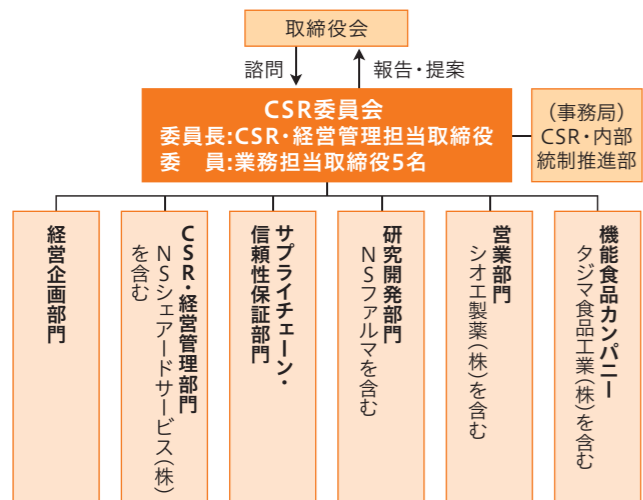 取締役会
諮問
報告・提案
CSR委員会
委員長:CSR・経営管理担当取締役
委　員:業務担当取締役5名
(事務局)
CSR・内部
統制推進部
経営企画部門
CSR・経営管理部門
NSシェアードサービス(株)
を含む
サプライチェーン・
信頼性保証部門
研究開発部門
NSファルマを含む
営業部門
シオエ製薬(株)を含む
機能食品カンパニー
タジマ食品工業(株)を含む